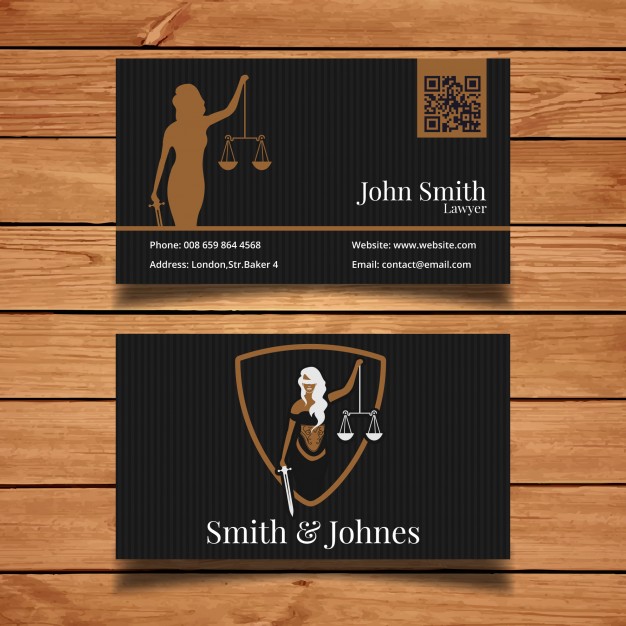 John Smith
Lawyer
Phone: 008 659 864 4568
Website: www.website.com
Address: London,Str.Baker 4
Email: contact@email.com
Smith & Johnes